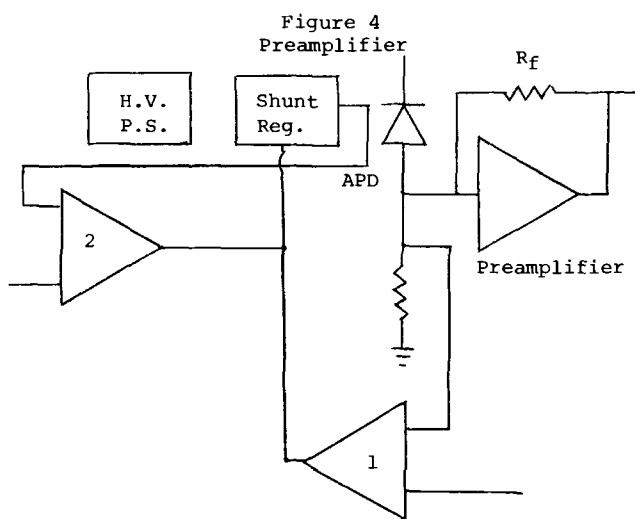 Figure 4
Preamplifier
H.V.
P.S.
Shunt
Reg.
Rf
APD
2
Preamplifier
1